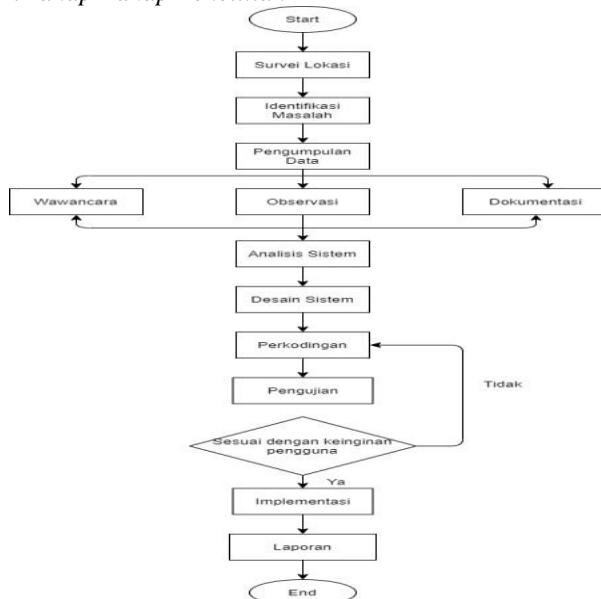 Start
Survei Lokasi
Identifikasi
Masalah
Pengumpulan
Data
Wawancara
Observasi
Dokumentasi
Analisis Sistem
Desain Sistem
Perkodingan
Pengujian
Tidak
Sesuai dengan keinginan
pengguna
Ya
Implementasi
Laporan
End